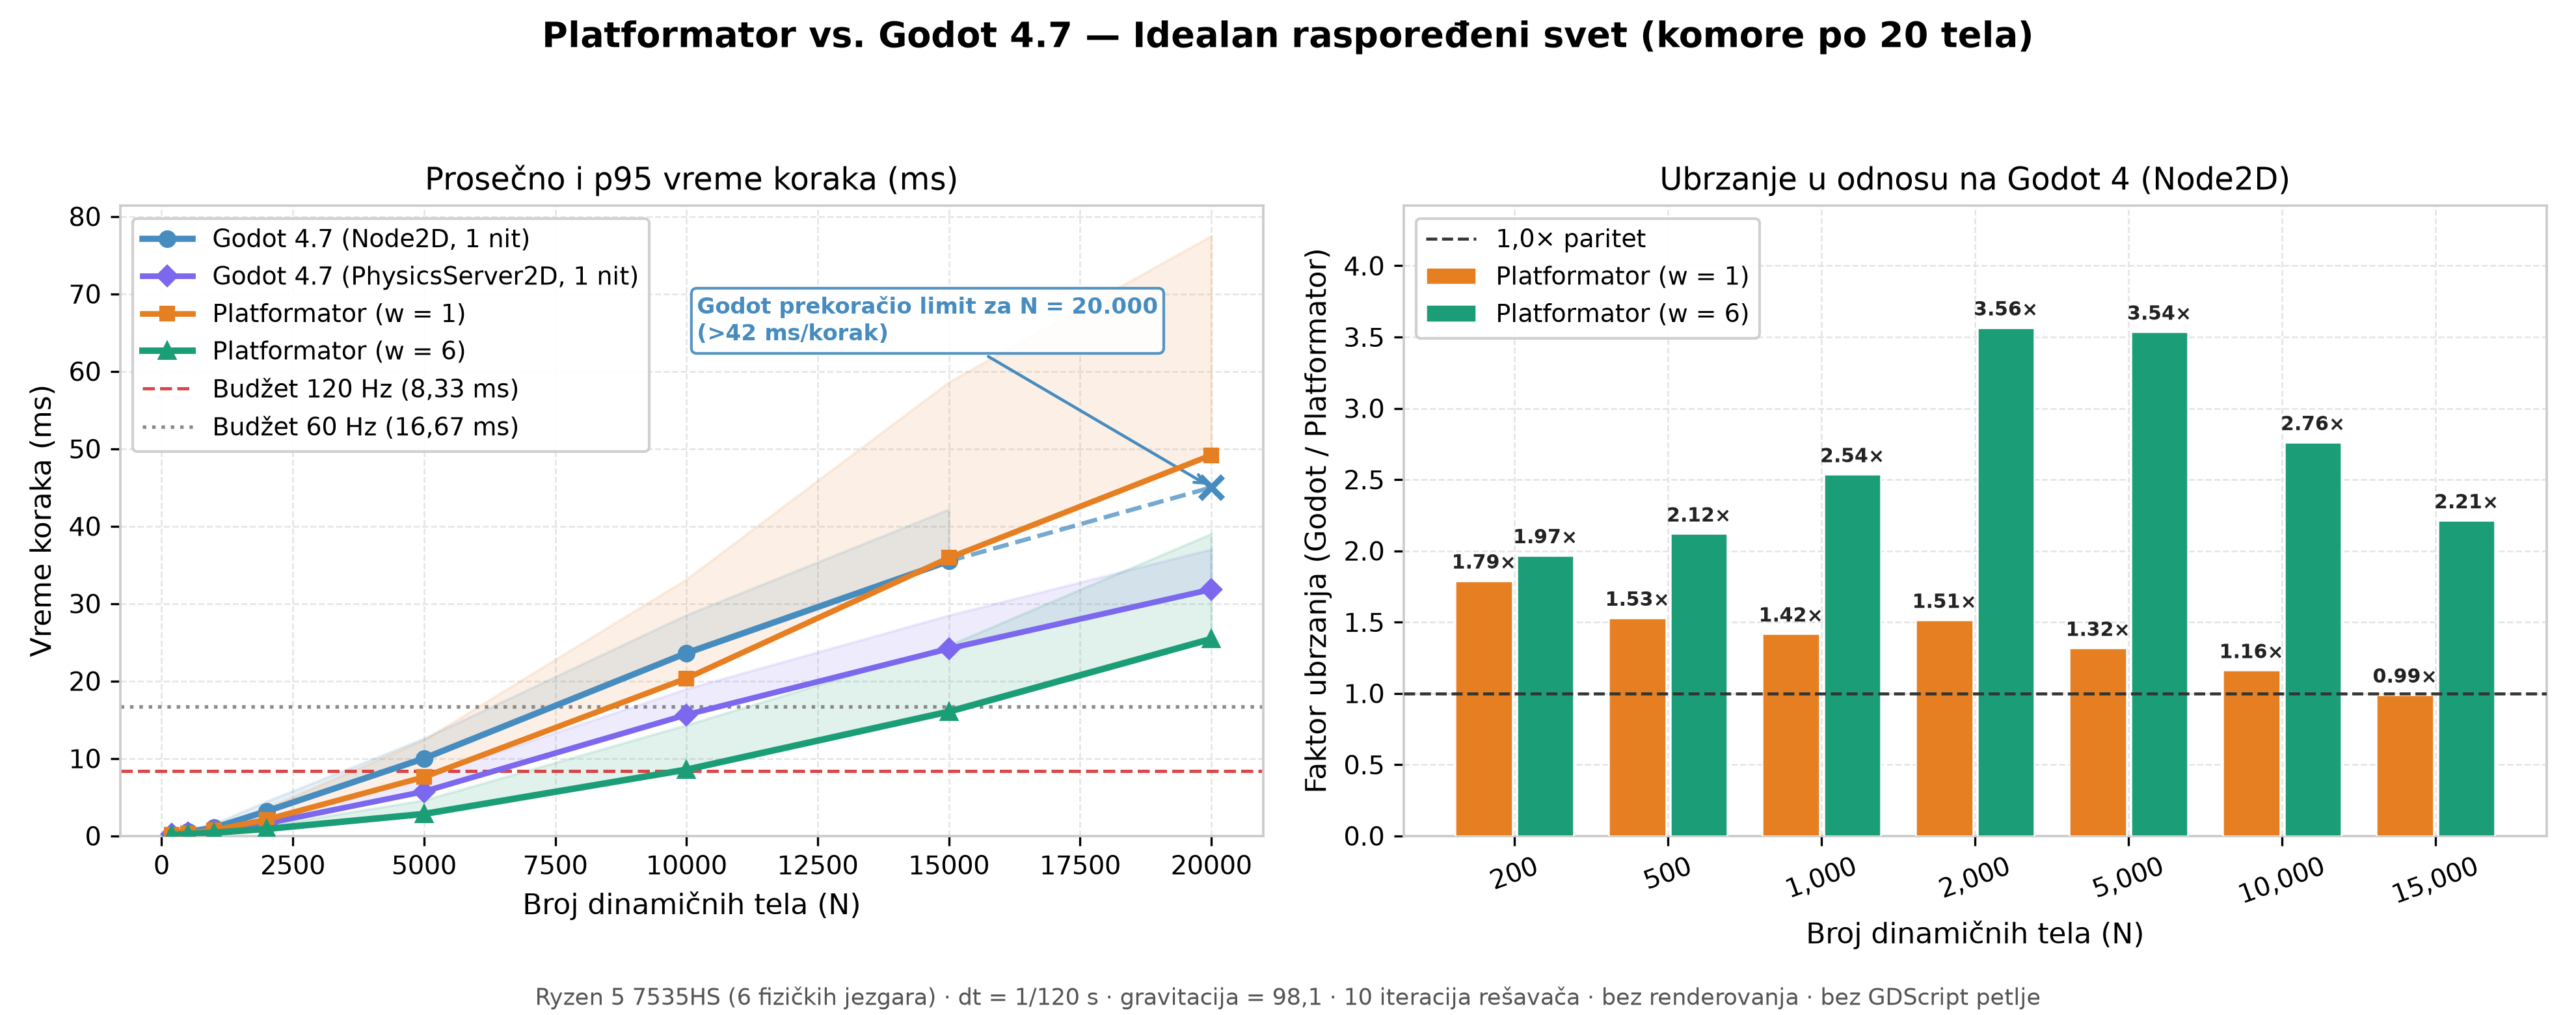 Platformator vs. Godot 4.7 — Idealan raspoređeni svet (komore po 20 tela)
Prosečno i p95 vreme koraka (ms)
Vreme koraka (ms)
80
70
60
50
40
30
20
10
0
Godot 4.7 (Node2D, 1 nit)
Godot 4.7 (PhysicsServer2D, 1 nit)
Platformator (w = 1)
Platformator (w = 6)
Budžet 120 Hz (8,33 ms)
Budžet 60 Hz (16,67 ms)
Godot prekoračio limit za N = 20.000
(>42 ms/korak)
0
2500
5000
7500
10000
12500
15000
17500
20000
Broj dinamičnih tela (N)
Ubrzanje u odnosu na Godot 4 (Node2D)
Faktor ubrzanja (Godot / Platformator)
4.0
3.5
3.0
2.5
2.0
1.5
1.0
0.5
0.0
1,0× paritet
Platformator (w = 1)
Platformator (w = 6)
1.79×
1.97×
1.53×
2.12×
1.42×
2.54×
1.51×
3.56×
1.32×
3.54×
1.16×
2.76×
0.99×
2.21×
200
500
1,000
2,000
5,000
10,000
15,000
Broj dinamičnih tela (N)
Ryzen 5 7535HS (6 fizičkih jezgara) · dt = 1/120 s · gravitacija = 98,1 · 10 iteracija rešavača · bez renderovanja · bez GDScript petlje